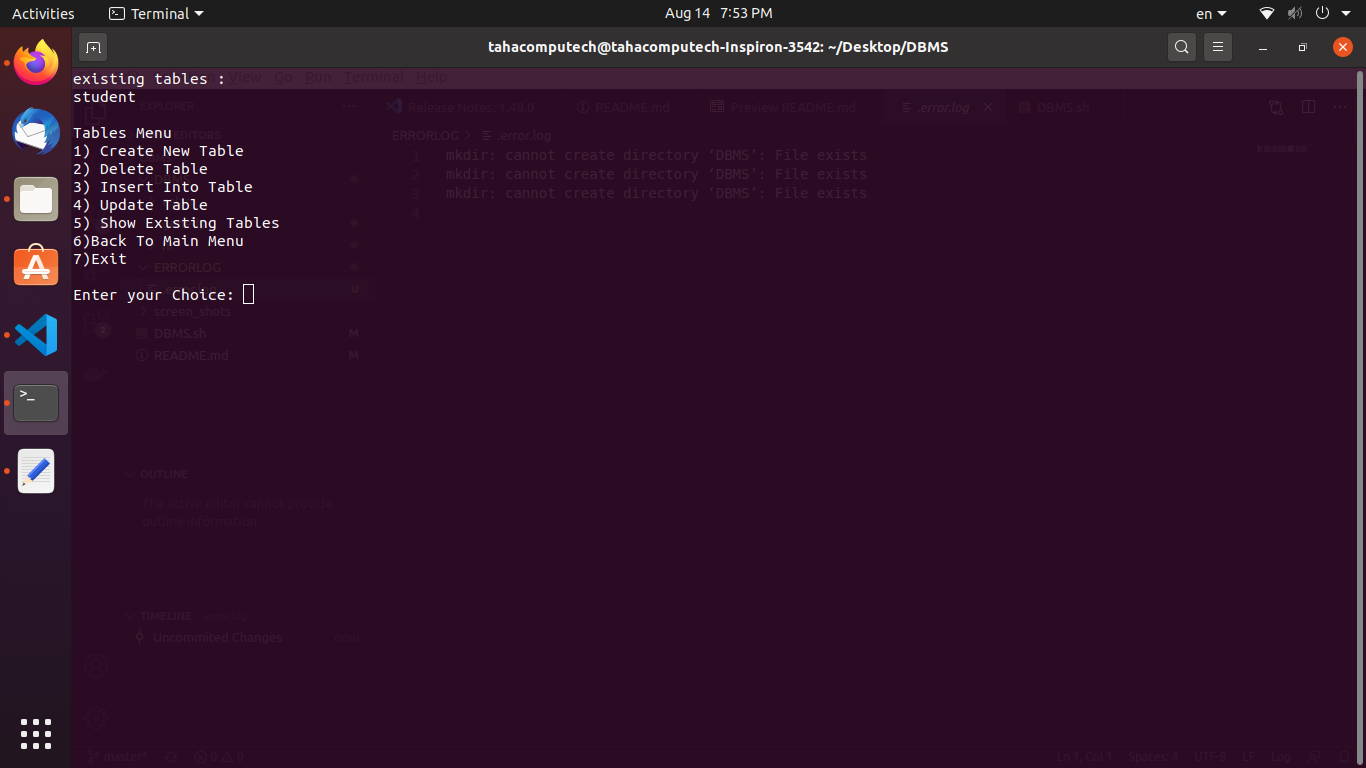 Activities Terminal Aug 14 7:53 PM en
tahacomputech@tahacomputech-Inspiron-3542: ~/Desktop/DBMS
existing tables :
student
Tables Menu
1) Create New Table
2) Delete Table
3) Insert Into Table
4) Update Table
5) Show Existing Tables
6)Back To Main Menu
7)Exit
Enter your Choice:
View Go Run Terminal Help
EXPLORER
Release Notes: 1.48.0 README.md Preview README.md .error.log DBMS.sh
ERRORLOG > .error.log
1 mkdir: cannot create directory ‘DBMS’: File exists
2 mkdir: cannot create directory ‘DBMS’: File exists
3 mkdir: cannot create directory ‘DBMS’: File exists
4
ERRORLOG
U
screen_shots
DBMS.sh M
README.md M
2
OUTLINE
The active editor cannot provide
outline information.
TIMELINE
Uncommited Changes now
master* 0 0 Ln 1, Col 1 Spaces: 4 UTF-8 LF Log